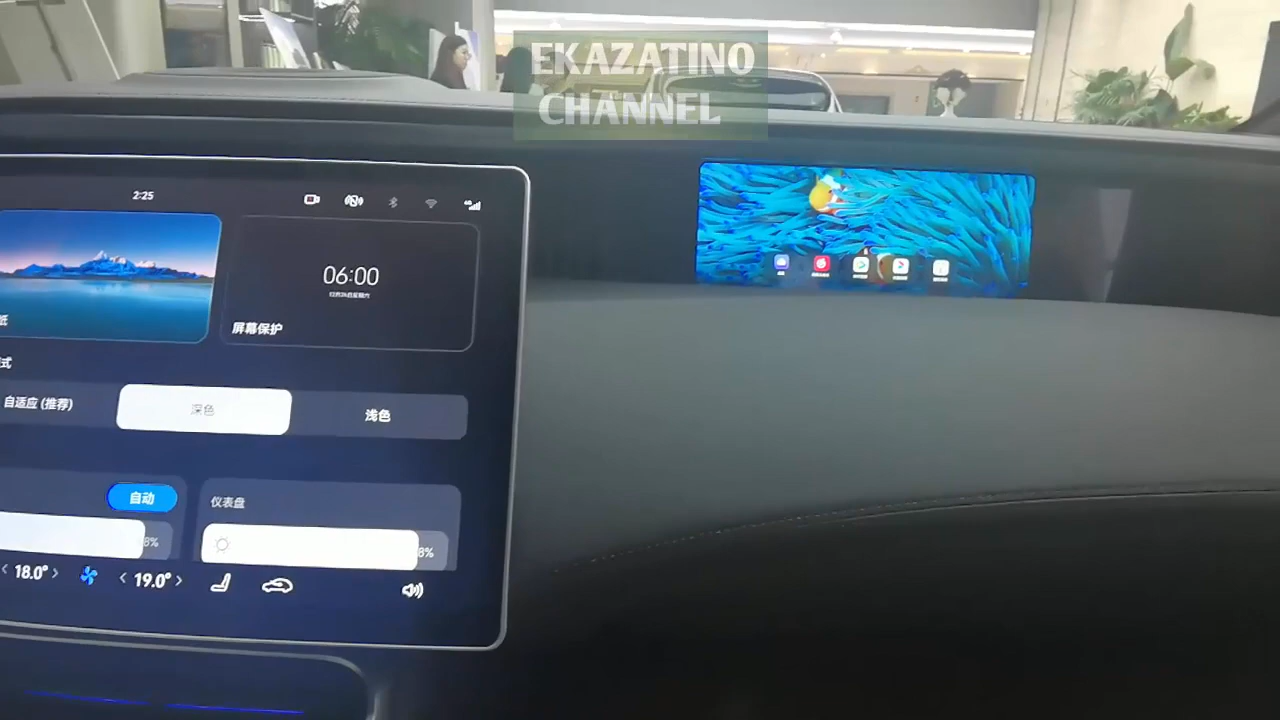 EKAZATINO
CHANNEL
2:25
4G
06:00
纸
屏幕保护
式
自适应 (推荐)
深色
浅色
自动
仪表盘
8%
8%
18.0°
19.0°